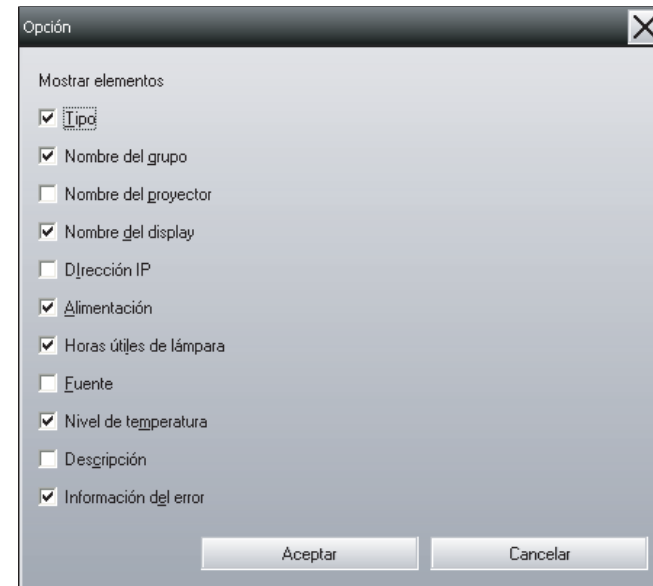 Opción
Mostrar elementos
Tipo
Nombre del grupo
Nombre del proyector
Nombre del display
DIrección IP
Alimentación
Horas útiles de lámpara
Fuente
Nivel de temperatura
Descripción
Información del error
Aceptar Cancelar